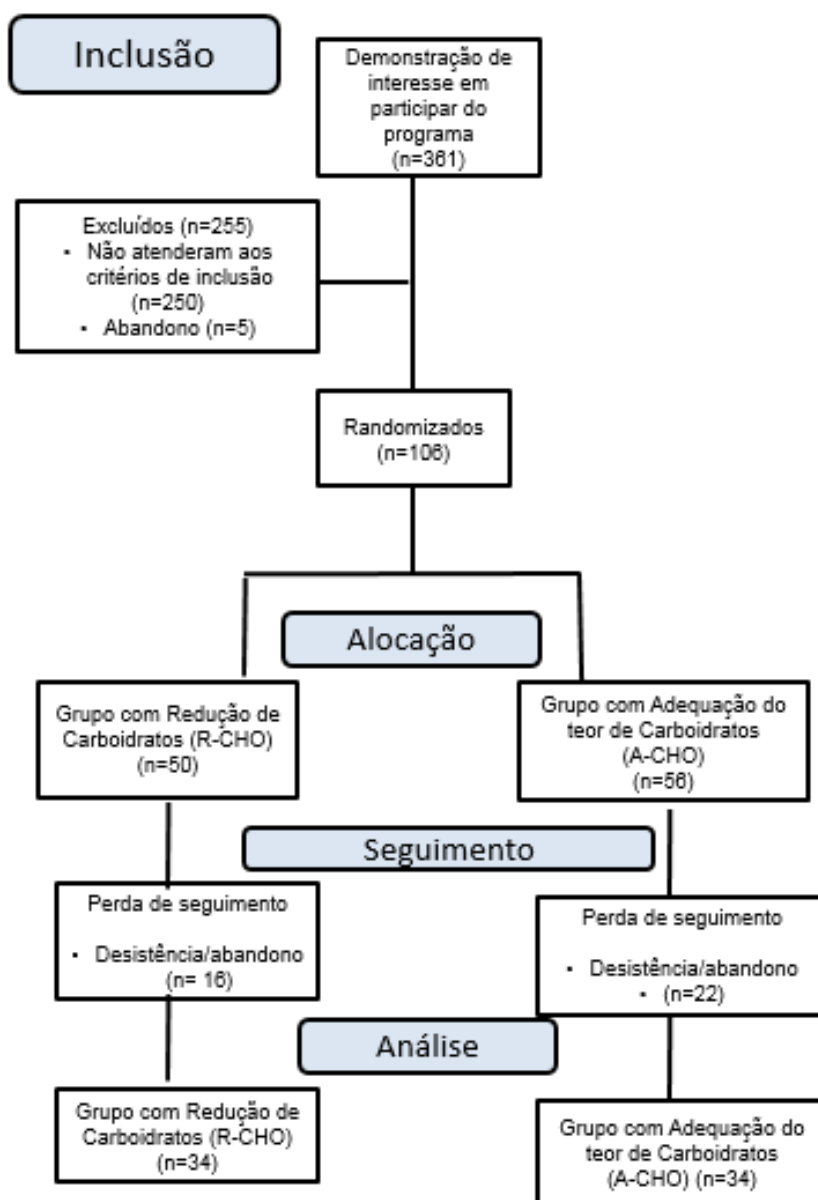 Inclusão
Demonstração de
interesse em
participar do
programa
(n=361)
Excluídos (n=255)
▪ Não atenderam aos
critérios de inclusão
(n=250)
▪ Abandono (n=5)
Randomizados
(n=106)
Alocação
Grupo com Redução de
Carboidratos (R-CHO)
(n=50)
Grupo com Adequação do
teor de Carboidratos
(A-CHO)
(n=56)
Seguimento
Perda de seguimento
▪ Desistência/abandono
(n= 16)
Perda de seguimento
▪ Desistência/abandono
▪ (n=22)
Análise
Grupo com Redução de
Carboidratos (R-CHO)
(n=34)
Grupo com Adequação do
teor de Carboidratos
(A-CHO) (n=34)